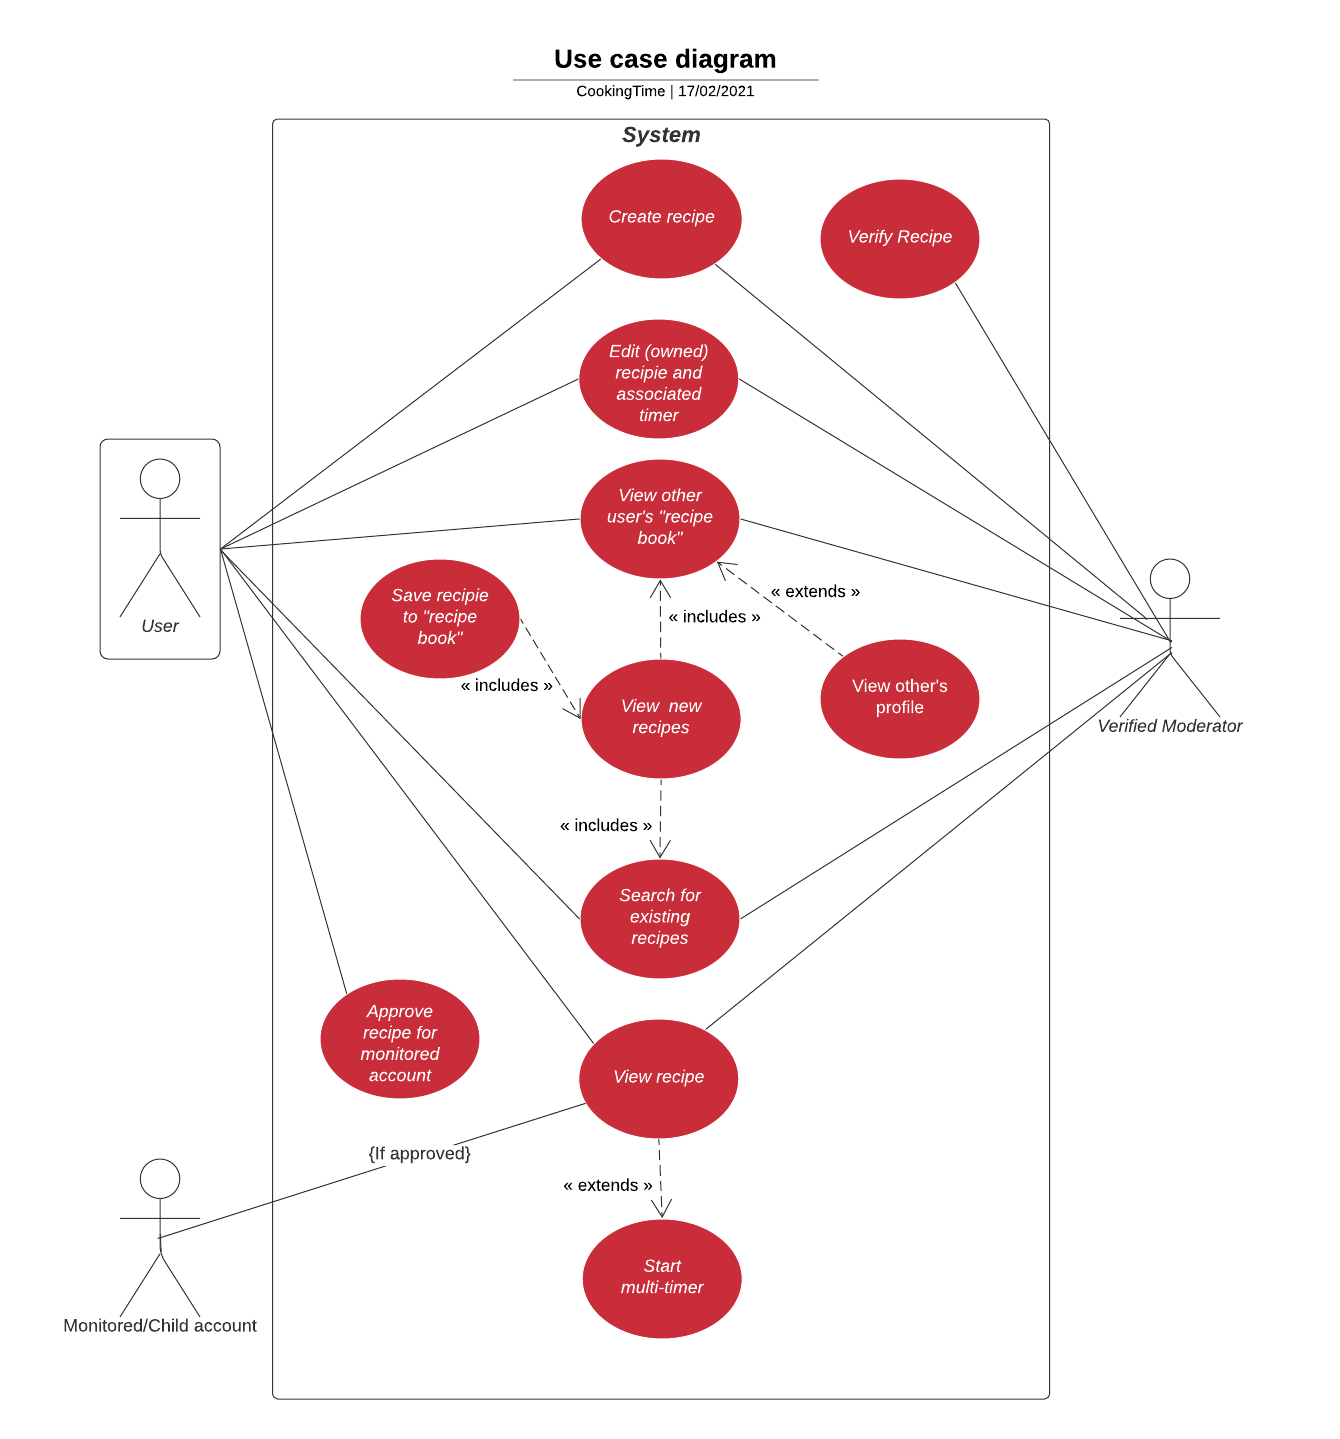 Use case diagram
CookingTime | 17/02/2021
System
Create recipe
Verify Recipe
Edit (owned)
recipie and
associated
timer
View other
user's "recipe
book"
« extends »
« includes »
Save recipie
to "recipe
book"
User
« includes »
View  new
recipes
View other's
profile
Verified Moderator
« includes »
Search for
existing
recipes
Approve
recipe for
monitored
account
View recipe
{If approved}
« extends »
Start
multi-timer
Monitored/Child account